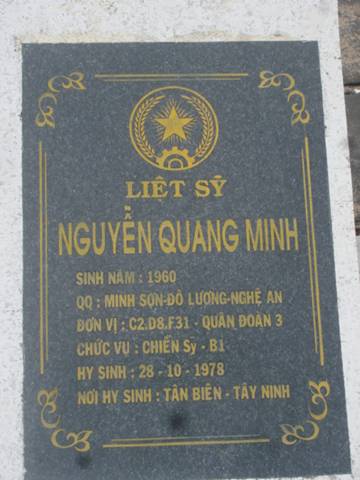 LIỆT SỸ
NGUYỄN QUANG MINH
SINH NĂM : 1960
QQ : MINH SƠN-ĐÔ LƯƠNG-NGHỆ AN
ĐƠN VỊ : C2.D8.F31 - QUÂN ĐOÀN 3
CHỨC VỤ : CHIẾN Sỹ - B1
HY SINH : 28 - 10 - 1978
NƠI HY SINH : TÂN BIÊN - TÂY NINH